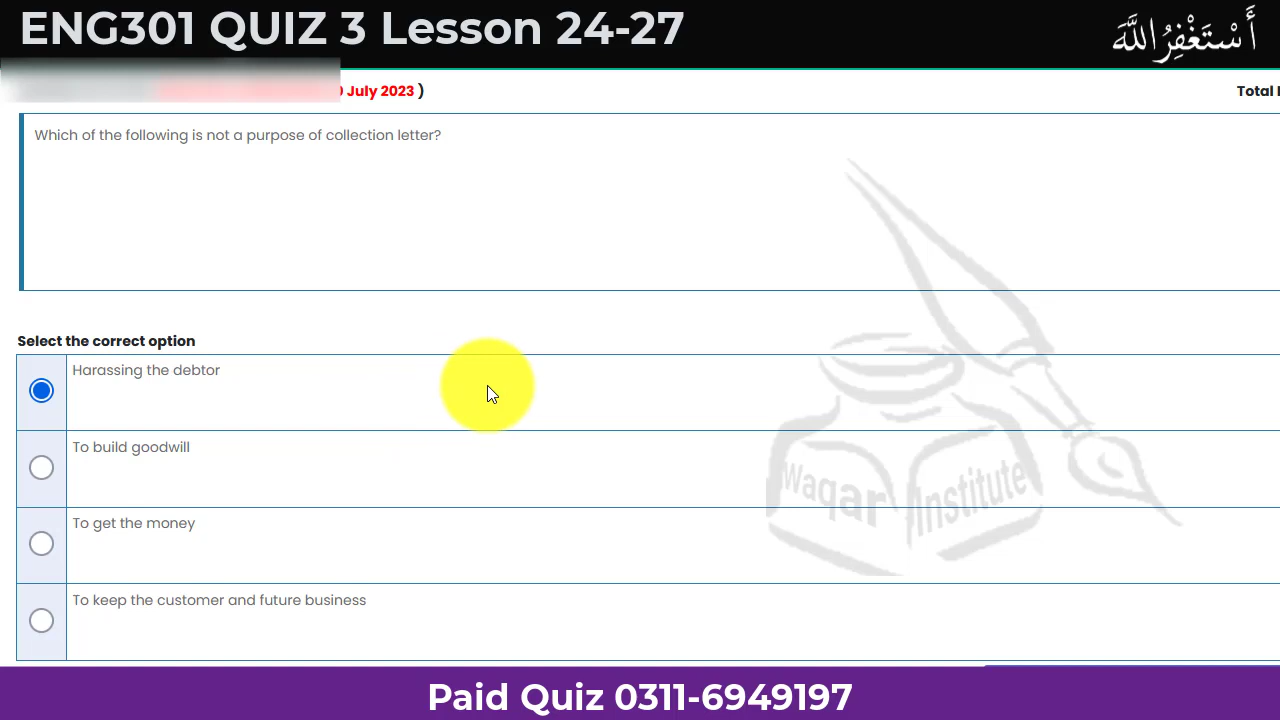 ENG301 QUIZ 3 Lesson 24-27
أَسْتَغْفِرُ اللَّه
July 2023 )
Total
Which of the following is not a purpose of collection letter?
Select the correct option
Harassing the debtor
To build goodwill
To get the money
To keep the customer and future business
Waqar Institute
Paid Quiz 0311-6949197